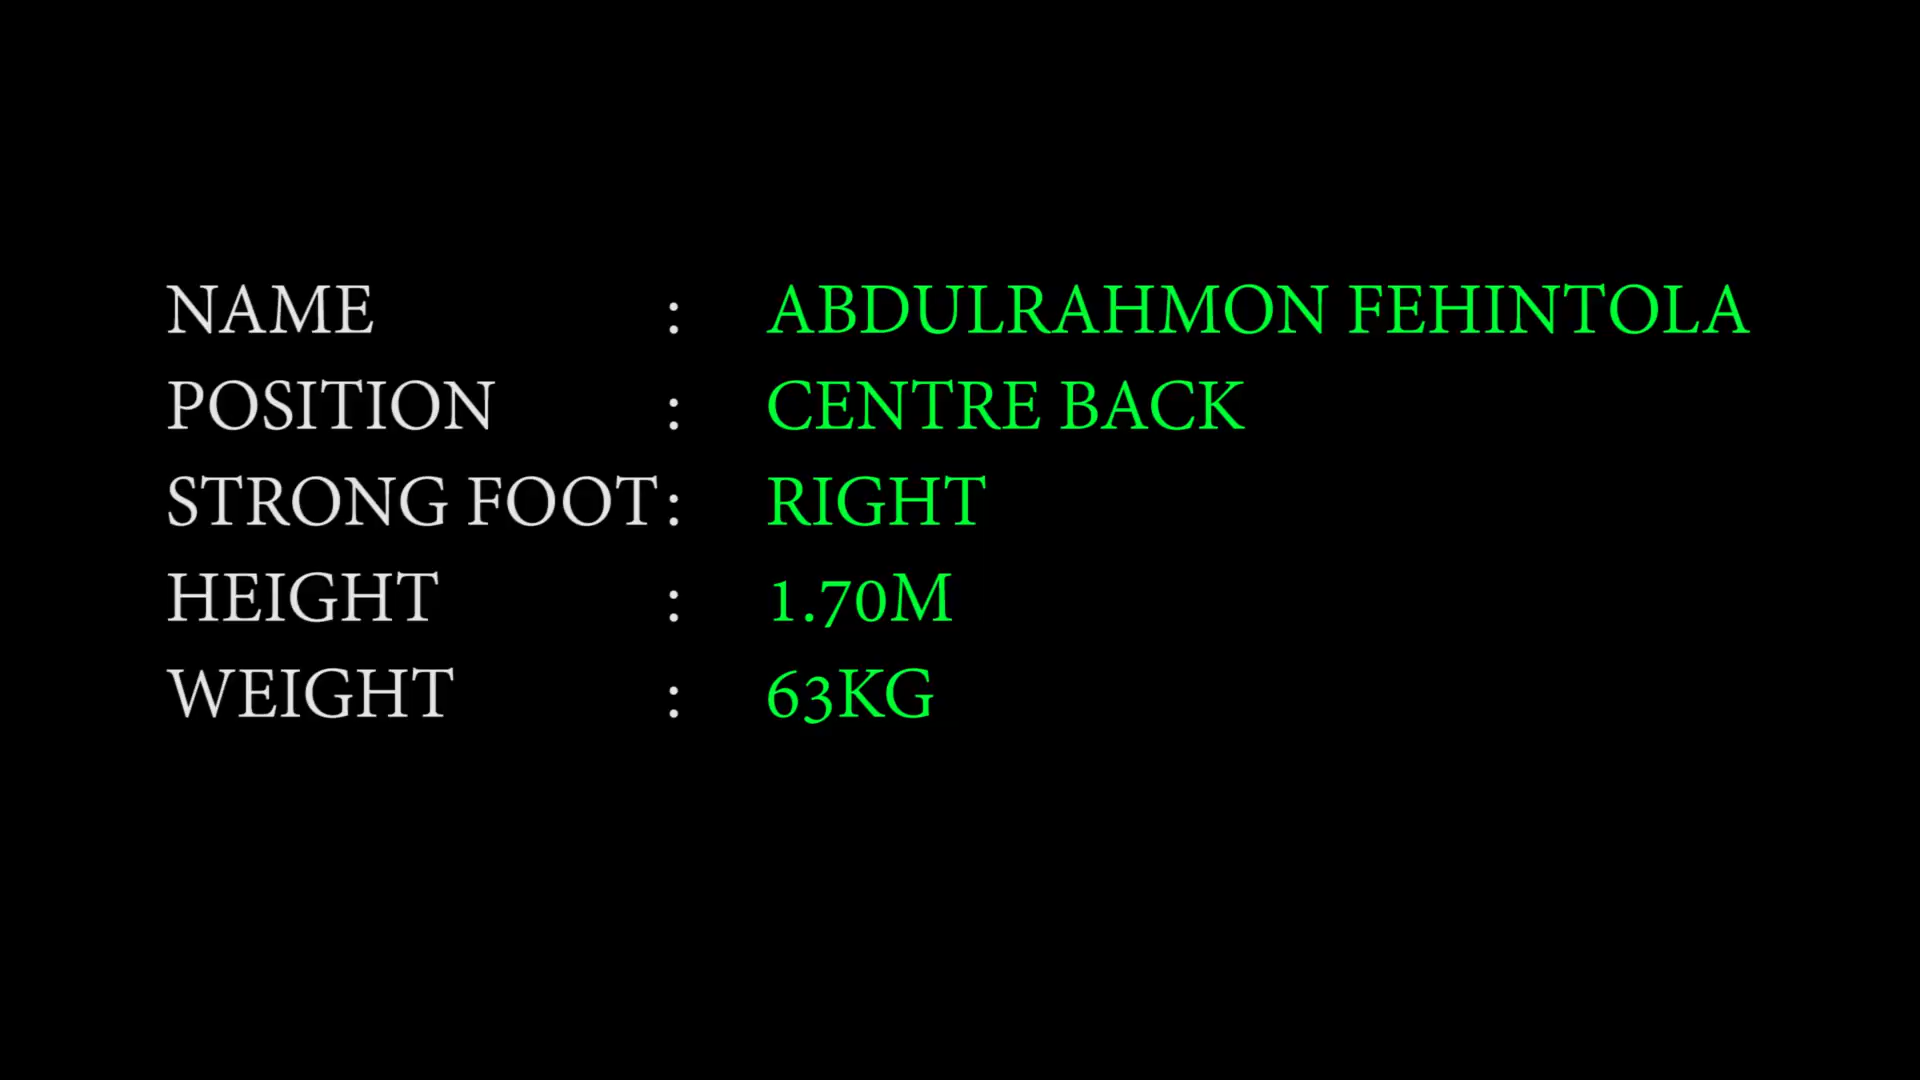 NAME : ABDULRAHMON FEHINTOLA
POSITION : CENTRE BACK
STRONG FOOT : RIGHT
HEIGHT : 1.70M
WEIGHT : 63KG